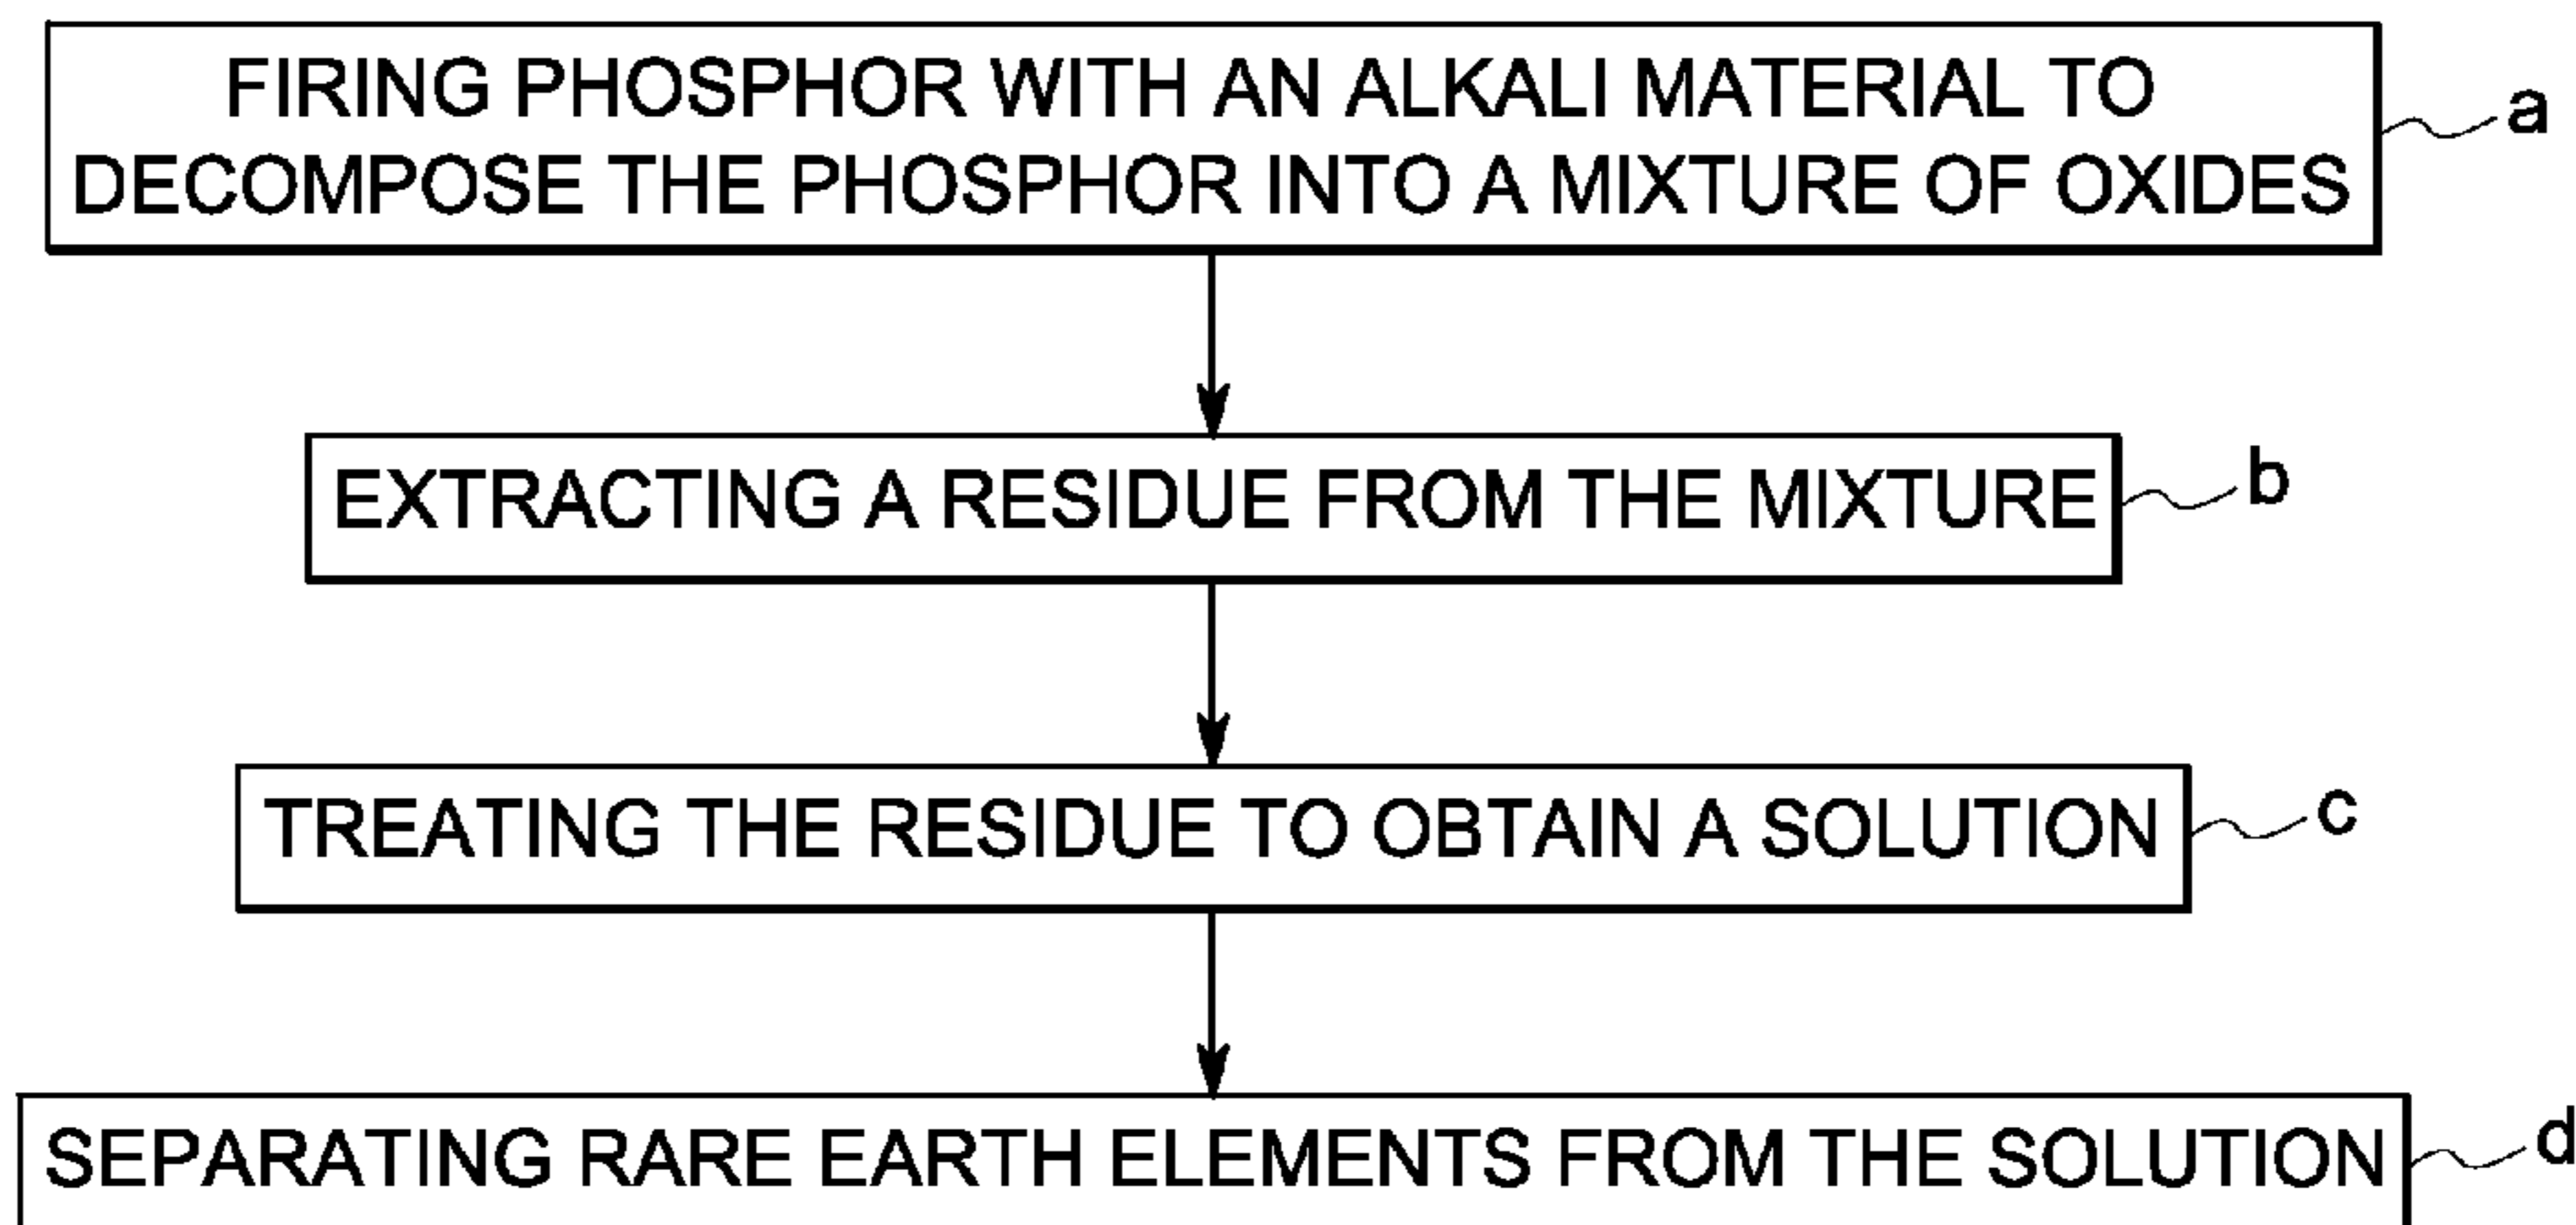 FIRING PHOSPHOR WITH AN ALKALI MATERIAL TO
DECOMPOSE THE PHOSPHOR INTO A MIXTURE OF OXIDES
a
EXTRACTING A RESIDUE FROM THE MIXTURE
b
TREATING THE RESIDUE TO OBTAIN A SOLUTION
c
SEPARATING RARE EARTH ELEMENTS FROM THE SOLUTION
d